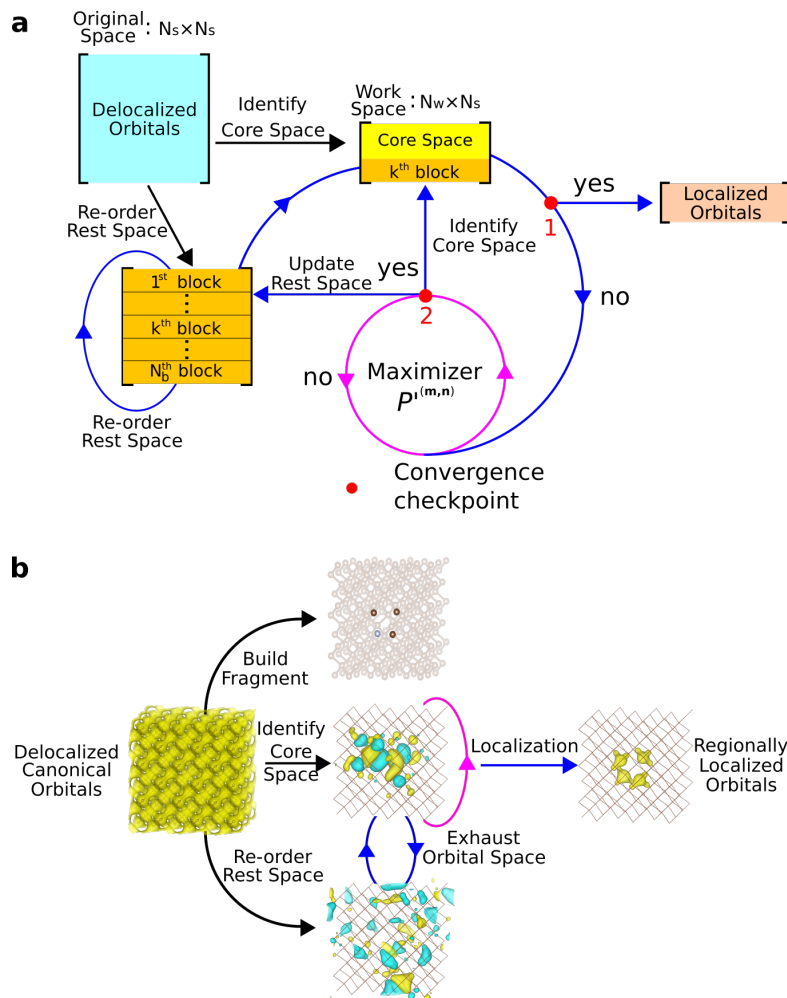 a
Original
Space : Ns×Ns
Delocalized
Orbitals
Identify
Core Space
Work
Space : Nw×Ns
Core Space
kth block
yes
1
Localized
Orbitals
Re-order
Rest Space
Identify
Core Space
1st block
⋮
kth block
⋮
Nbth block
Update
Rest Space
yes
2
no
no
Maximizer
P'(m,n)
Re-order
Rest Space
Convergence
checkpoint
b
Build
Fragment
Delocalized
Canonical
Orbitals
Identify
Core
Space
Localization
Regionally
Localized
Orbitals
Re-order
Rest Space
Exhaust
Orbital Space